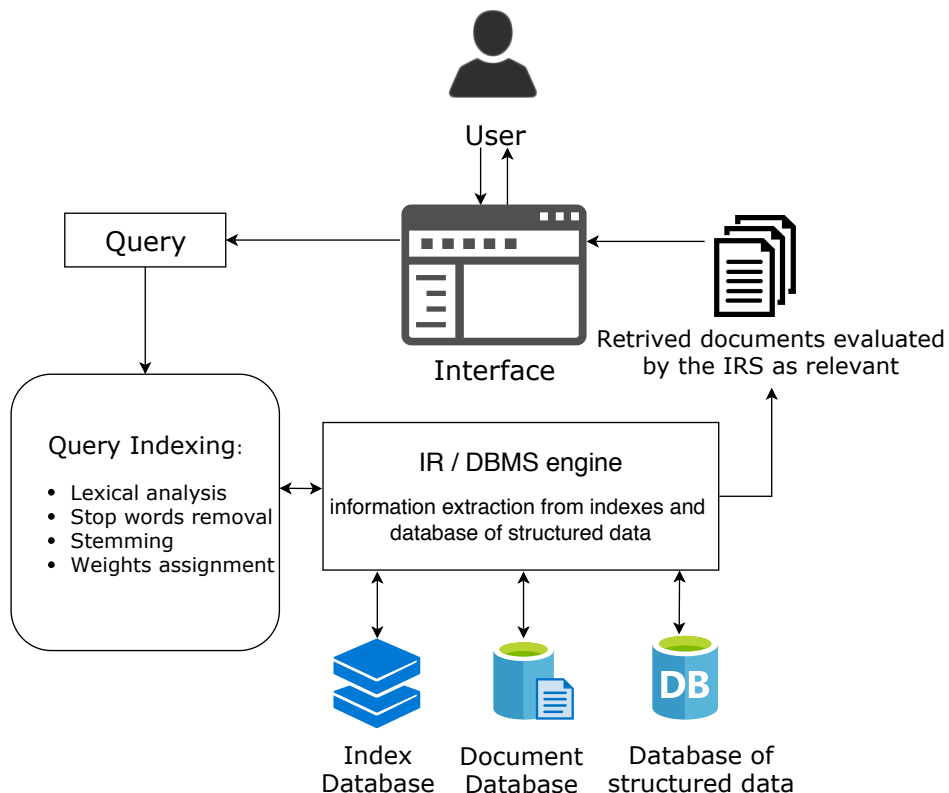 User
Query
Interface
Retrived documents evaluated
by the IRS as relevant
Query Indexing:
• Lexical analysis
• Stop words removal
• Stemming
• Weights assignment
IR / DBMS engine
information extraction from indexes and
database of structured data
DB
Index
Database
Document
Database
Database of
structured data